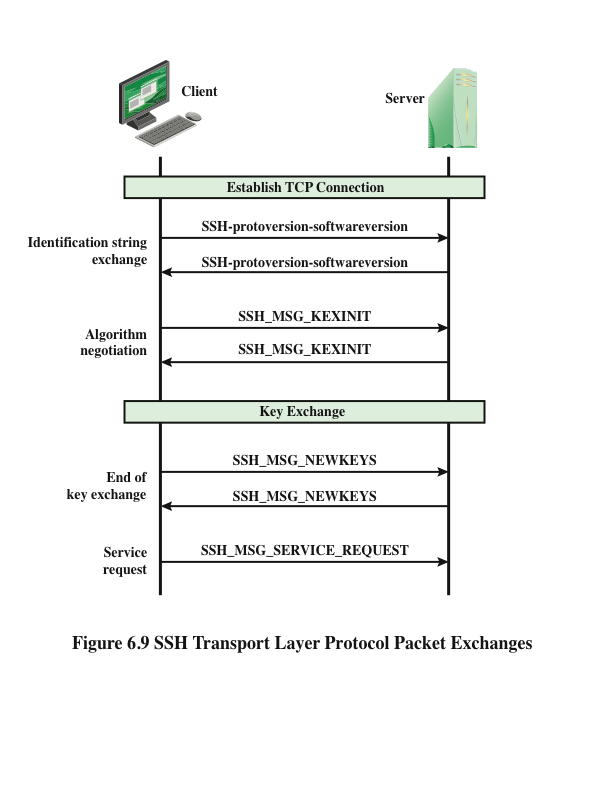 Client
Server
Establish TCP Connection
SSH-protoversion-softwareversion
Identification string
exchange
SSH-protoversion-softwareversion
SSH_MSG_KEXINIT
Algorithm
negotiation
SSH_MSG_KEXINIT
Key Exchange
SSH_MSG_NEWKEYS
End of
key exchange
SSH_MSG_NEWKEYS
SSH_MSG_SERVICE_REQUEST
Service
request
Figure 6.9 SSH Transport Layer Protocol Packet Exchanges